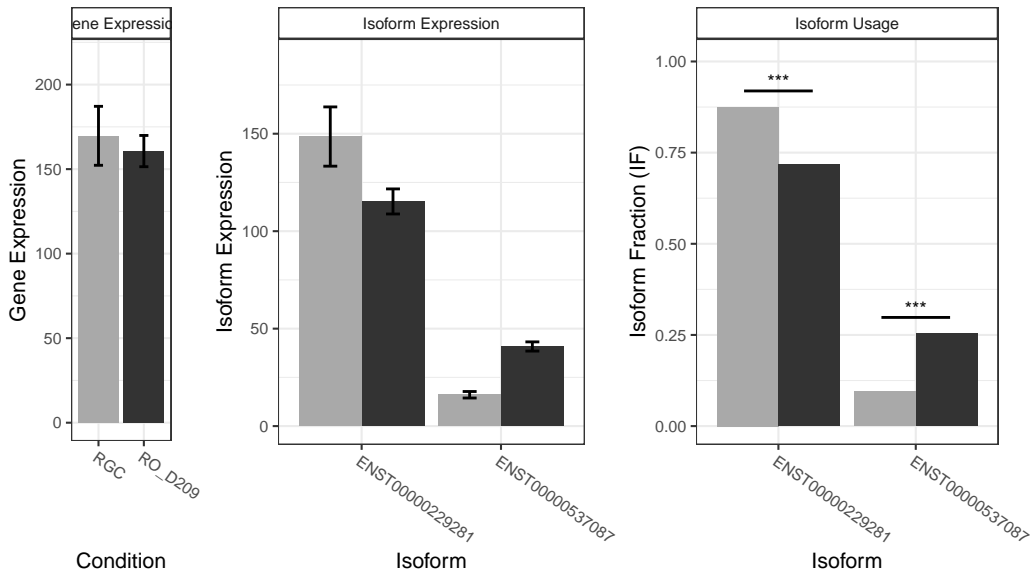 ene Expressio
Gene Expression
200
150
100
50
0
RGC
RO_D209
Condition
Isoform Expression
Isoform Expression
150
100
50
0
ENST00000229281
ENST00000537087
Isoform
Isoform Usage
Isoform Fraction (IF)
1.00
0.75
0.50
0.25
0.00
***
***
ENST00000229281
ENST00000537087
Isoform